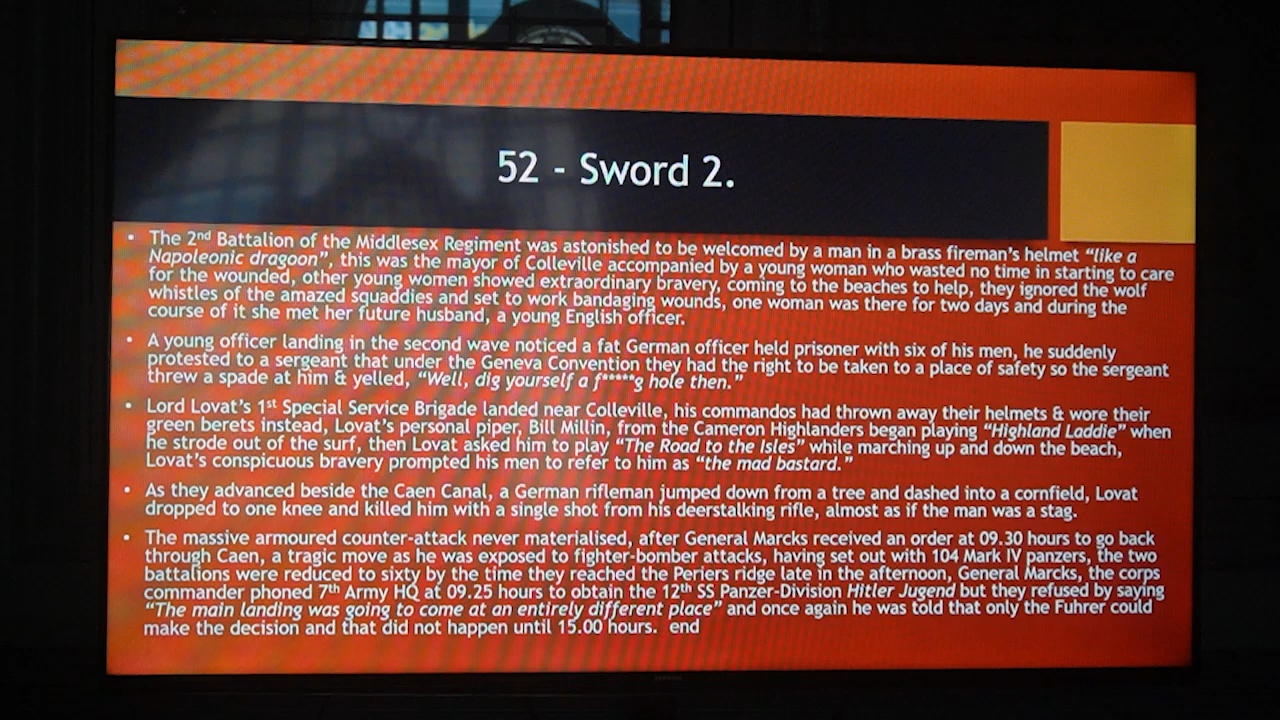 52 - Sword 2.
• The 2nd Battalion of the Middlesex Regiment was astonished to be welcomed by a man in a brass fireman's helmet "like a
Napoleonic dragoon", this was the mayor of Colleville accompanied by a young woman who wasted no time in starting to care
for the wounded, other young women showed extraordinary bravery, coming to the beaches to help, they ignored the wolf
whistles of the amazed squaddies and set to work bandaging wounds, one woman was there for two days and during the
course of it she met her future husband, a young English officer.
• A young officer landing in the second wave noticed a fat German officer held prisoner with six of his men, he suddenly
protested to a sergeant that under the Geneva Convention they had the right to be taken to a place of safety so the sergeant
threw a spade at him & yelled, "Well, dig yourself a f*****g hole then."
• Lord Lovat's 1st Special Service Brigade landed near Colleville, his commandos had thrown away their helmets & wore their
green berets instead, Lovat's personal piper, Bill Millin, from the Cameron Highlanders began playing "Highland Laddie" when
he strode out of the surf, then Lovat asked him to play "The Road to the Isles" while marching up and down the beach,
Lovat's conspicuous bravery prompted his men to refer to him as "the mad bastard."
• As they advanced beside the Caen Canal, a German rifleman jumped down from a tree and dashed into a cornfield, Lovat
dropped to one knee and killed him with a single shot from his deerstalking rifle, almost as if the man was a stag.
• The massive armoured counter-attack never materialised, after General Marcks received an order at 09.30 hours to go back
through Caen, a tragic move as he was exposed to fighter-bomber attacks, having set out with 104 Mark IV panzers, the two
battalions were reduced to sixty by the time they reached the Periers ridge late in the afternoon, General Marcks, the corps
commander phoned 7th Army HQ at 09.25 hours to obtain the 12th SS Panzer-Division Hitler Jugend but they refused by saying
"The main landing was going to come at an entirely different place" and once again he was told that only the Fuhrer could
make the decision and that did not happen until 15.00 hours.  end